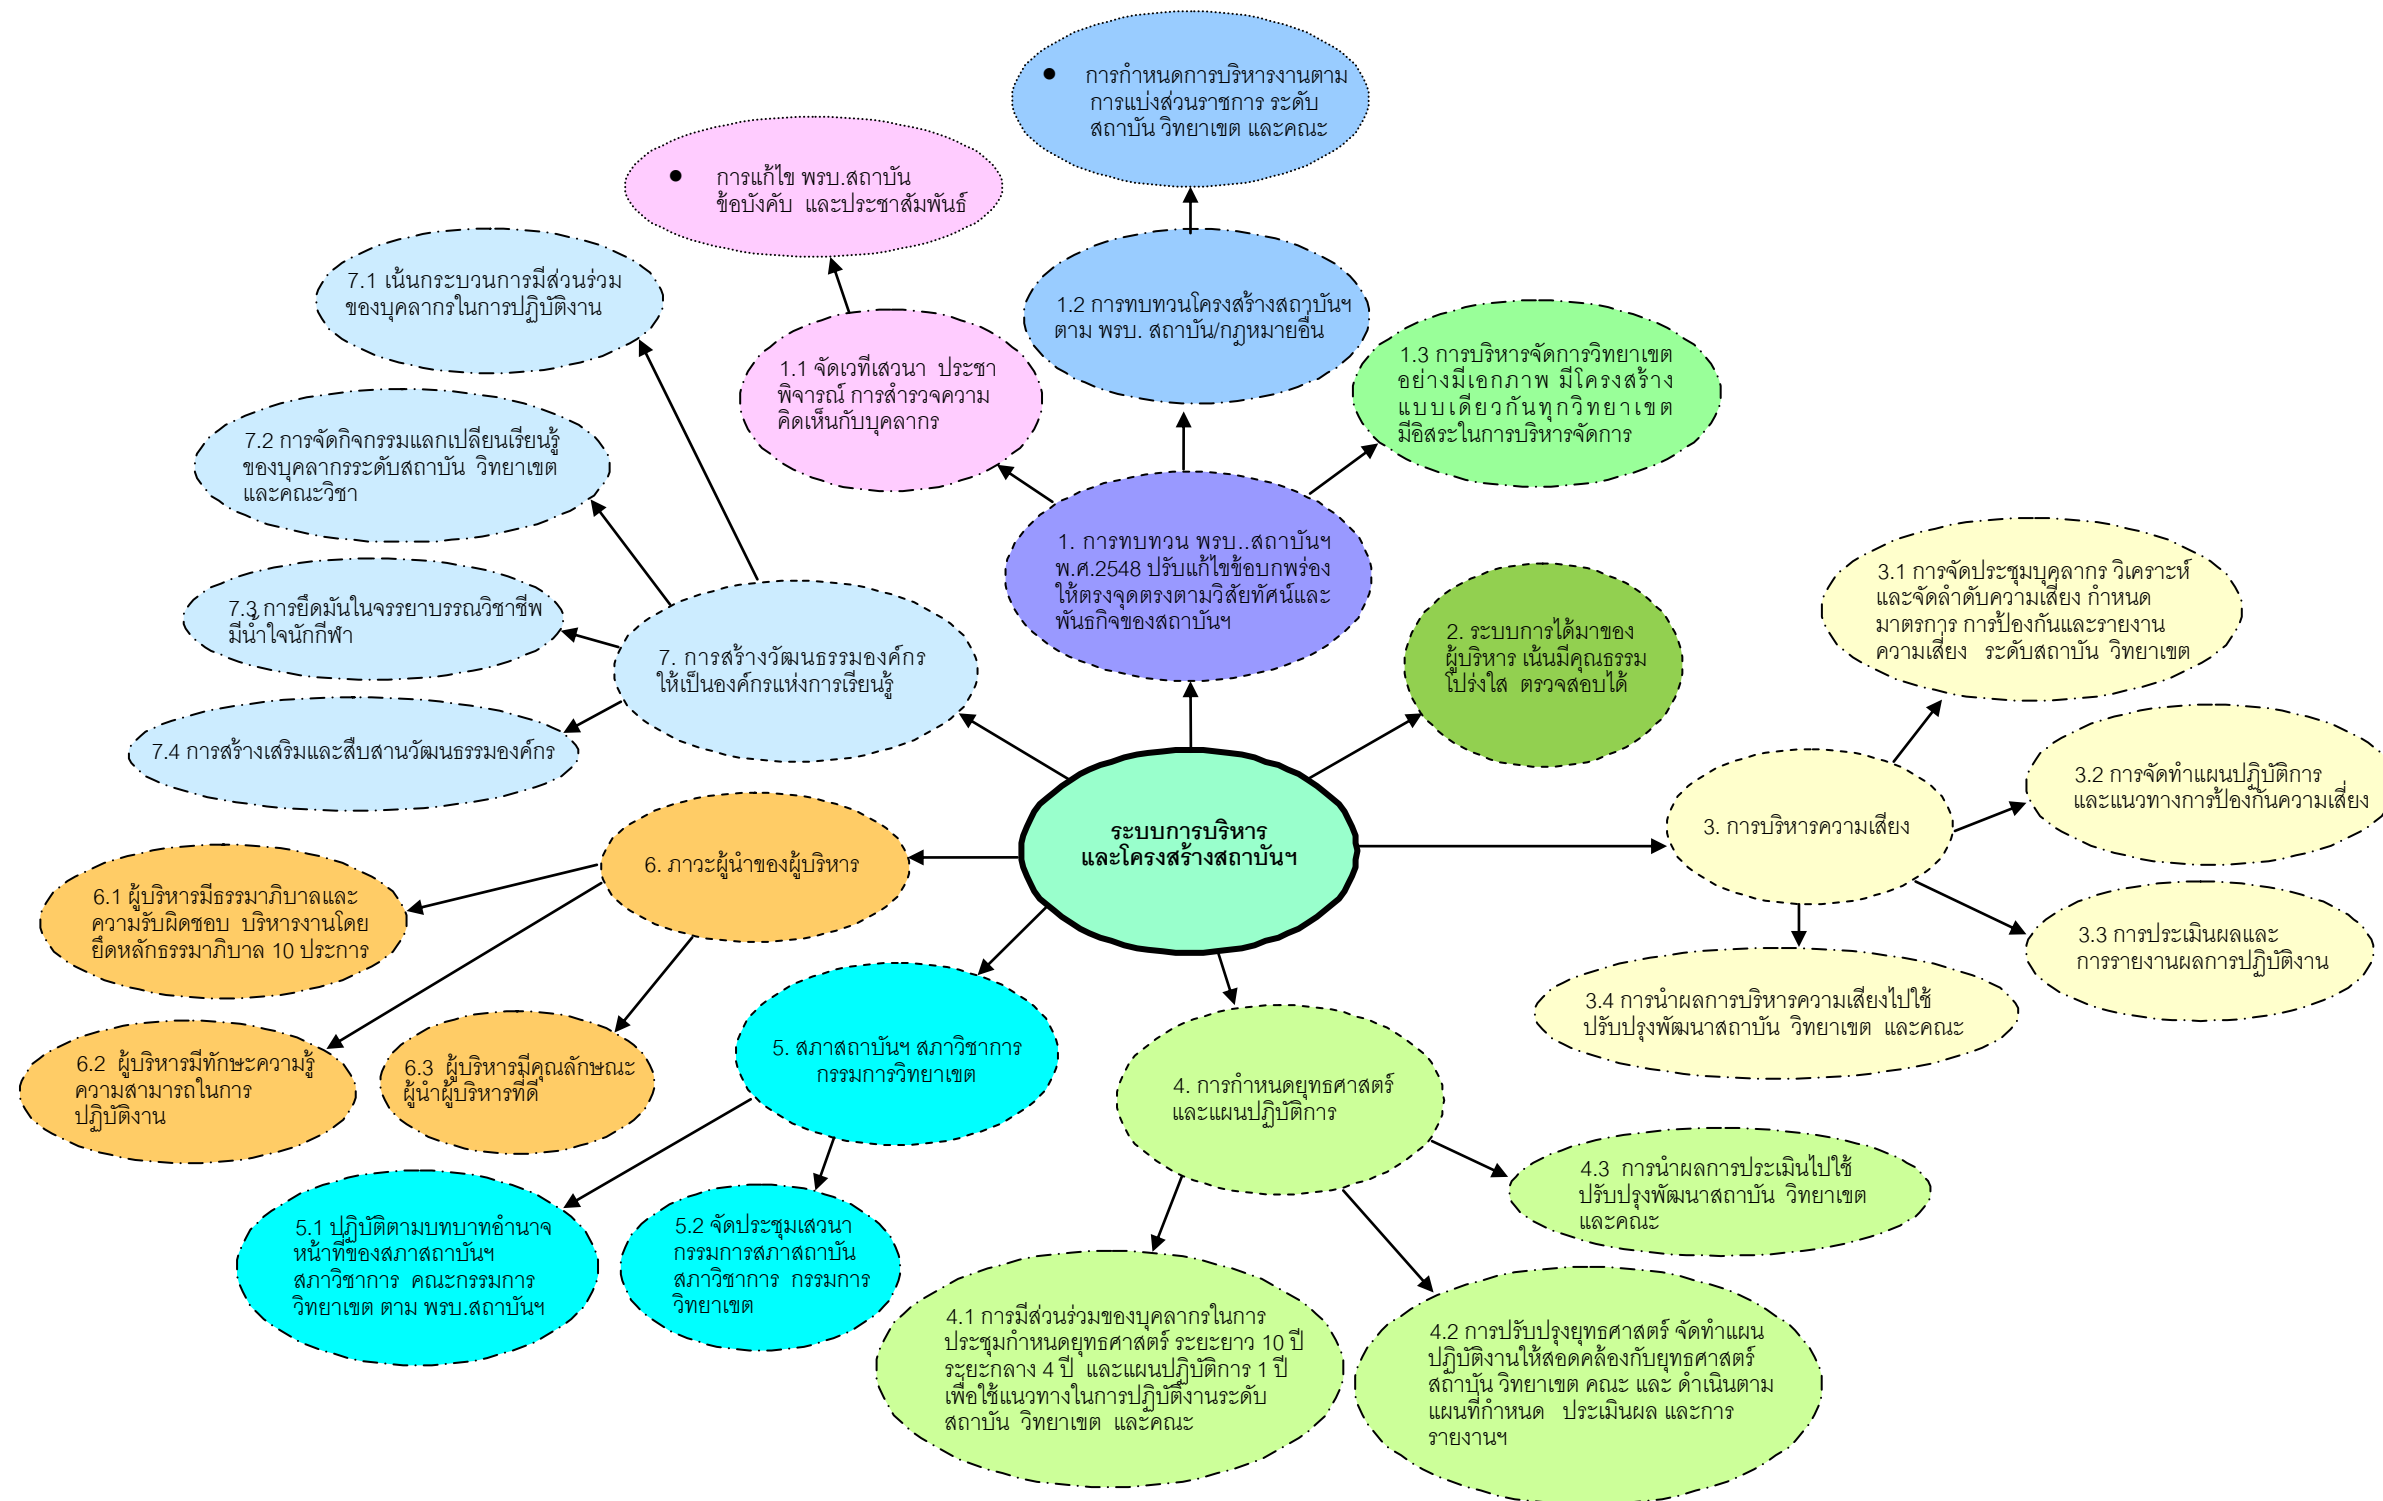 ● การกำหนดการบริหารงานตาม
การแบ่งส่วนราชการ ระดับ
สถาบัน วิทยาเขต และคณะ
● การแก้ไข พรบ.สถาบัน
ข้อบังคับ และประชาสัมพันธ์
7.1 เน้นกระบวนการมีส่วนร่วม
ของบุคลากรในการปฏิบัติงาน
1.2 การทบทวนโครงสร้างสถาบันฯ
ตาม พรบ. สถาบัน/กฎหมายอื่น
1.1 จัดเวทีเสวนา ประชา
พิจารณ์ การสำรวจความ
คิดเห็นกับบุคลากร
1.3 การบริหารจัดการวิทยาเขต
อย่างมีเอกภาพ มีโครงสร้าง
แบบเดียวกันทุกวิทยาเขต
มีอิสระในการบริหารจัดการ
7.2 การจัดกิจกรรมแลกเปลี่ยนเรียนรู้
ของบุคลากรระดับสถาบัน วิทยาเขต
และคณะวิชา
1. การทบทวน พรบ..สถาบันฯ
พ.ศ.2548 ปรับแก้ไขข้อบกพร่อง
ให้ตรงจุดตรงตามวิสัยทัศน์และ
พันธกิจของสถาบันฯ
3.1 การจัดประชุมบุคลากร วิเคราะห์
และจัดลำดับความเสี่ยง กำหนด
มาตรการ การป้องกันและรายงาน
ความเสี่ยง ระดับสถาบัน วิทยาเขต
7.3 การยึดมันในจรรยาบรรณวิชาชีพ
มีน้ำใจนักกีฬา
2. ระบบการได้มาของ
ผู้บริหาร เน้นมีคุณธรรม
โปร่งใส ตรวจสอบได้
7. การสร้างวัฒนธรรมองค์กร
ให้เป็นองค์กรแห่งการเรียนรู้
7.4 การสร้างเสริมและสืบสานวัฒนธรรมองค์กร
3.2 การจัดทำแผนปฏิบัติการ
และแนวทางการป้องกันความเสี่ยง
ระบบการบริหาร
และโครงสร้างสถาบันฯ
3. การบริหารความเสียง
6. ภาวะผู้นำของผู้บริหาร
6.1 ผู้บริหารมีธรรมาภิบาลและ
ความรับผิดชอบ บริหารงานโดย
ยึดหลักธรรมาภิบาล 10 ประการ
3.3 การประเมินผลและ
การรายงานผลการปฏิบัติงาน
3.4 การนำผลการบริหารความเสียงไปใช้
ปรับปรุงพัฒนาสถาบัน วิทยาเขต และคณะ
6.2 ผู้บริหารมีทักษะความรู้
ความสามารถในการ
ปฏิบัติงาน
6.3 ผู้บริหารมีคุณลักษณะ
ผู้นำผู้บริหารที่ดี
5. สภาสถาบันฯ สภาวิชาการ
กรรมการวิทยาเขต
4. การกำหนดยุทธศาสตร์
และแผนปฏิบัติการ
4.3 การนำผลการประเมินไปใช้
ปรับปรุงพัฒนาสถาบัน วิทยาเขต
และคณะ
5.1 ปฏิบัติตามบทบาทอำนาจ
หน้าที่ของสภาสถาบันฯ
สภาวิชาการ คณะกรรมการ
วิทยาเขต ตาม พรบ.สถาบันฯ
5.2 จัดประชุมเสวนา
กรรมการสภาสถาบัน
สภาวิชาการ กรรมการ
วิทยาเขต
4.1 การมีส่วนร่วมของบุคลากรในการ
ประชุมกำหนดยุทธศาสตร์ ระยะยาว 10 ปี
ระยะกลาง 4 ปี และแผนปฏิบัติการ 1 ปี
เพื่อใช้แนวทางในการปฏิบัติงานระดับ
สถาบัน วิทยาเขต และคณะ
4.2 การปรับปรุงยุทธศาสตร์ จัดทำแผน
ปฏิบัติงานให้สอดคล้องกับยุทธศาสตร์
สถาบัน วิทยาเขต คณะ และ ดำเนินตาม
แผนที่กำหนด ประเมินผล และการ
รายงานฯ